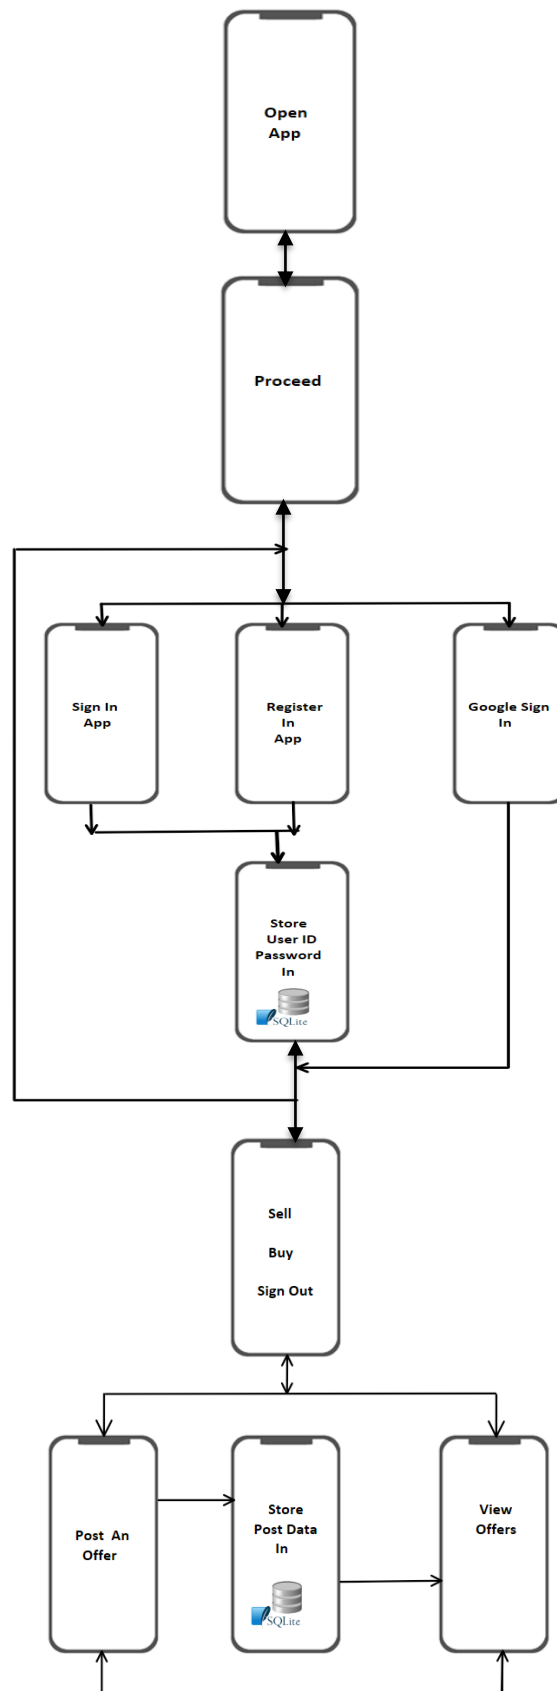 Open
App
Proceed
Sign In
App
Register
In
App
Google Sign
In
Store
User ID
Password
In
SQLite
Sell
Buy
Sign Out
Post An
Offer
Store
Post Data
In
SQLite
View
Offers